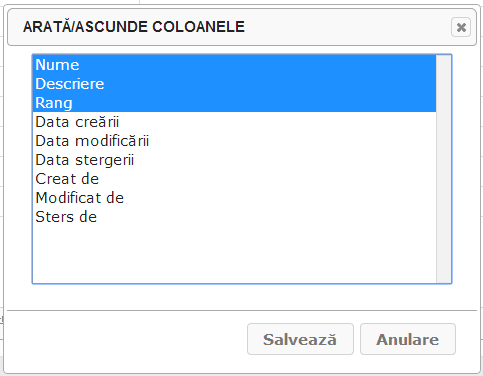 ARATĂ/ASCUNDE COLOANELE
Nume
Descriere
Rang
Data creării
Data modificării
Data stergerii
Creat de
Modificat de
Sters de
Salvează
Anulare